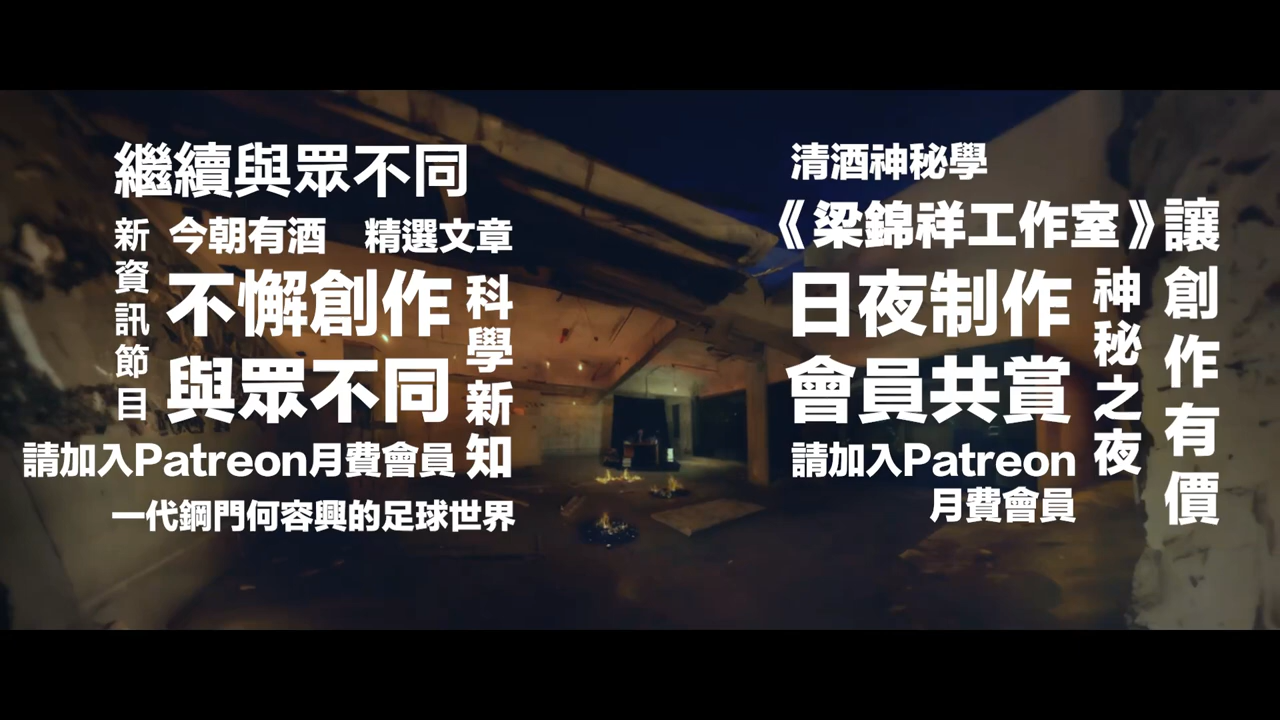 繼續與眾不同
新資訊節目
今朝有酒　精選文章
不懈創作
與眾不同
科學新知
請加入Patreon月費會員
一代鋼門何容興的足球世界
清酒神秘學
《梁錦祥工作室》
日夜制作
會員共賞
神秘之夜
讓創作有價
請加入Patreon
月費會員